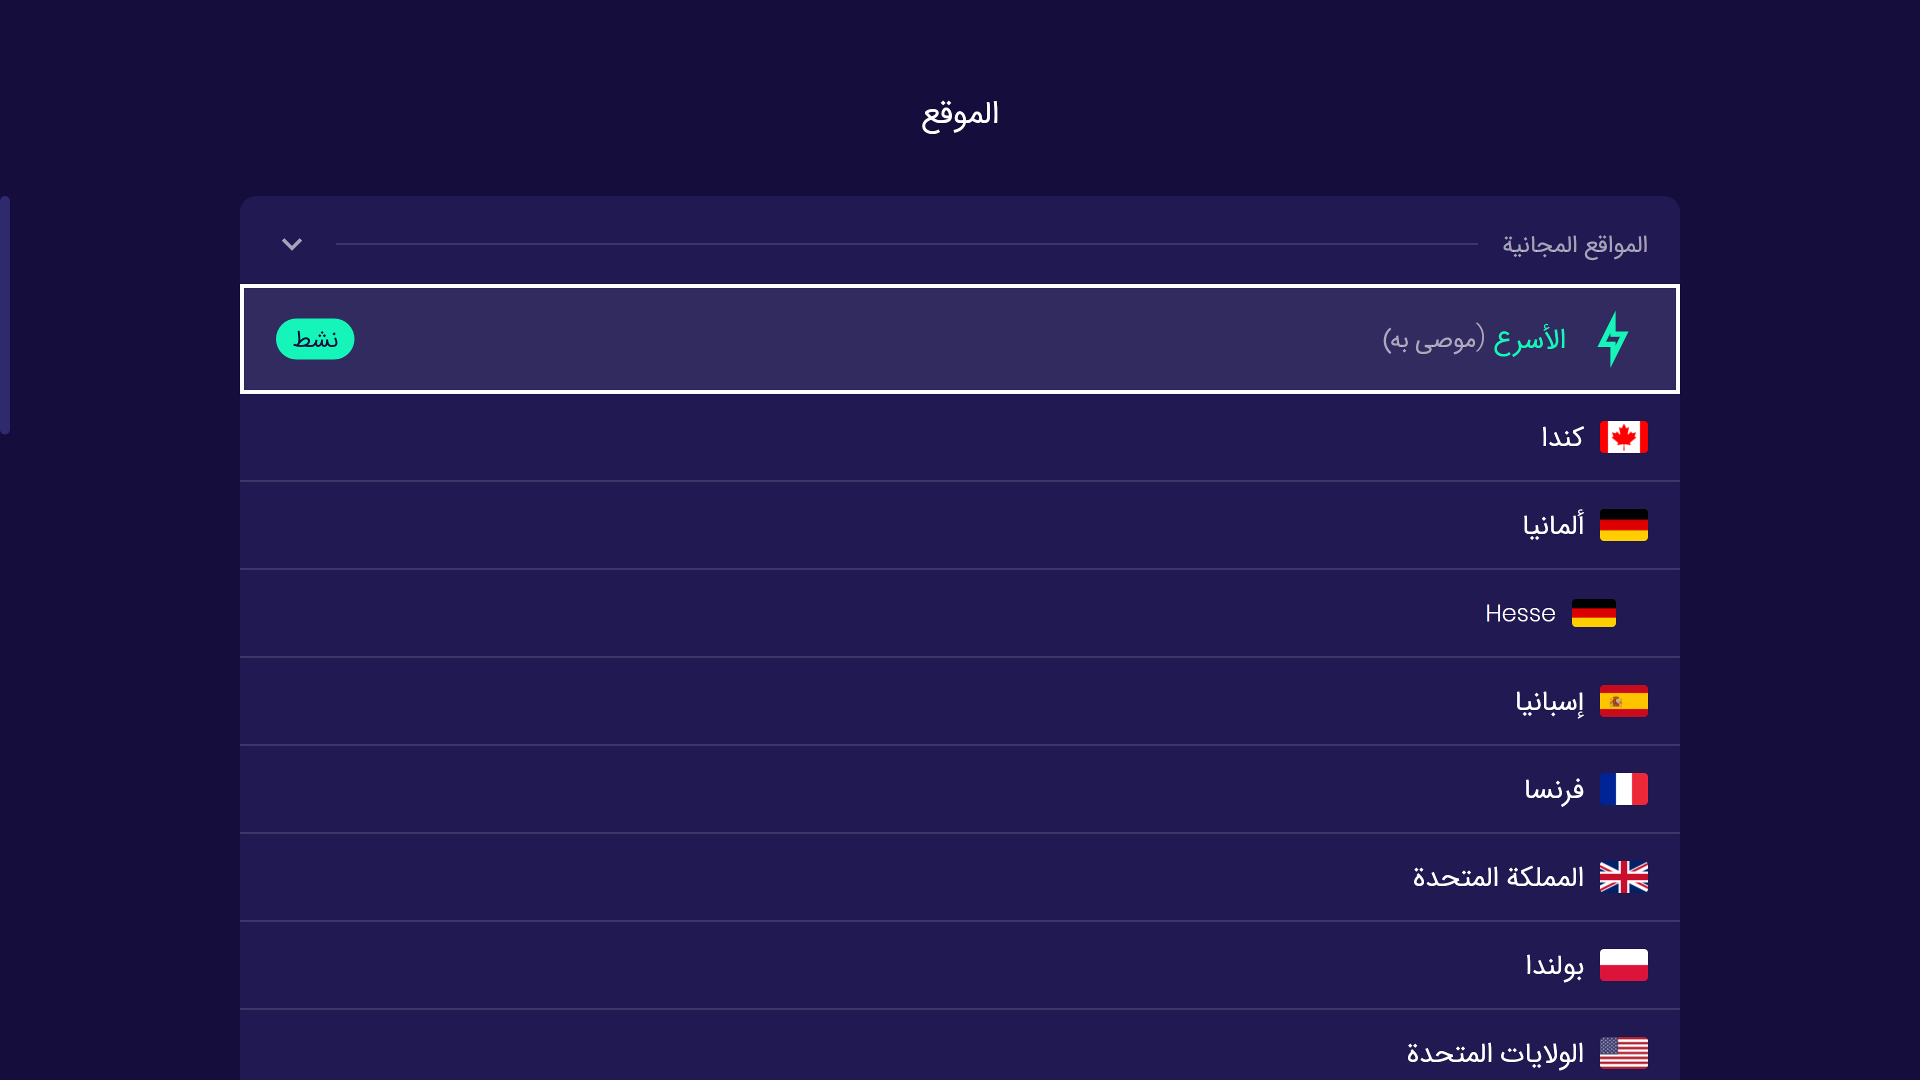 الموقع
المواقع المجانية
الأسرع (موصى به) نشط
كندا
ألمانيا
Hesse
إسبانيا
فرنسا
المملكة المتحدة
بولندا
الولايات المتحدة